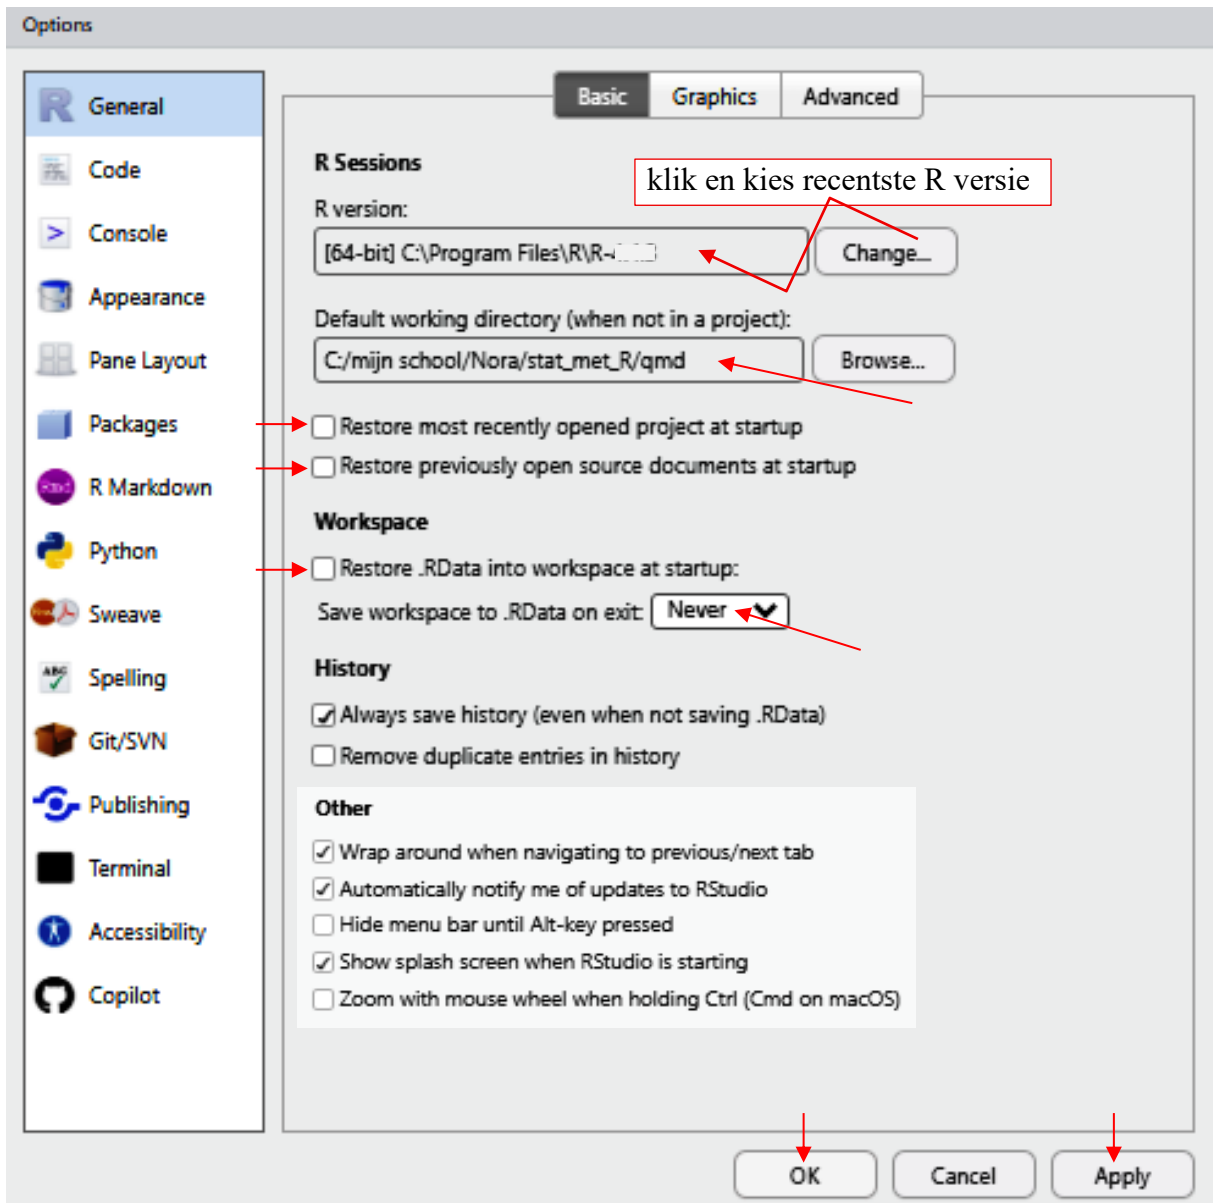 Options
General
Code
Console
Appearance
Pane Layout
Packages
R Markdown
Python
Sweave
Spelling
Git/SVN
Publishing
Terminal
Accessibility
Copilot
Basic Graphics Advanced
R Sessions
klik en kies recentste R versie
R version:
[64-bit] C:\Program Files\R\R- Change...
Default working directory (when not in a project):
C:/mijn school/Nora/stat_met_R/qmd Browse...
Restore most recently opened project at startup
Restore previously open source documents at startup
Workspace
Restore .RData into workspace at startup:
Save workspace to .RData on exit: Never
History
Always save history (even when not saving .RData)
Remove duplicate entries in history
Other
Wrap around when navigating to previous/next tab
Automatically notify me of updates to RStudio
Hide menu bar until Alt-key pressed
Show splash screen when RStudio is starting
Zoom with mouse wheel when holding Ctrl (Cmd on macOS)
OK Cancel Apply